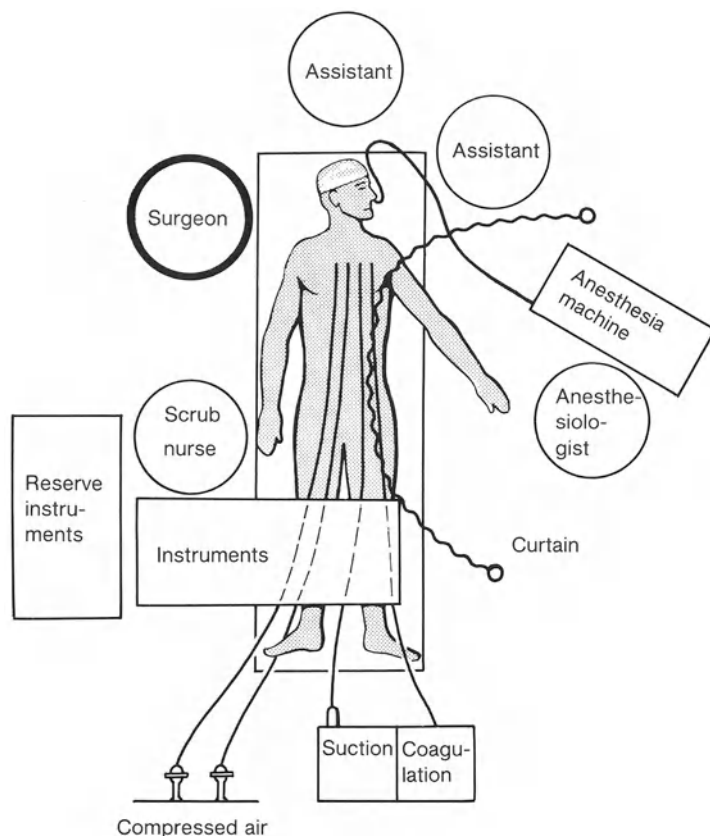 Assistant
Assistant
Surgeon
Anesthesia
machine
Scrub
nurse
Anesthe-
siolo-
gist
Reserve
instru-
ments
Instruments
Curtain
Suction
Coagu-
lation
Compressed air